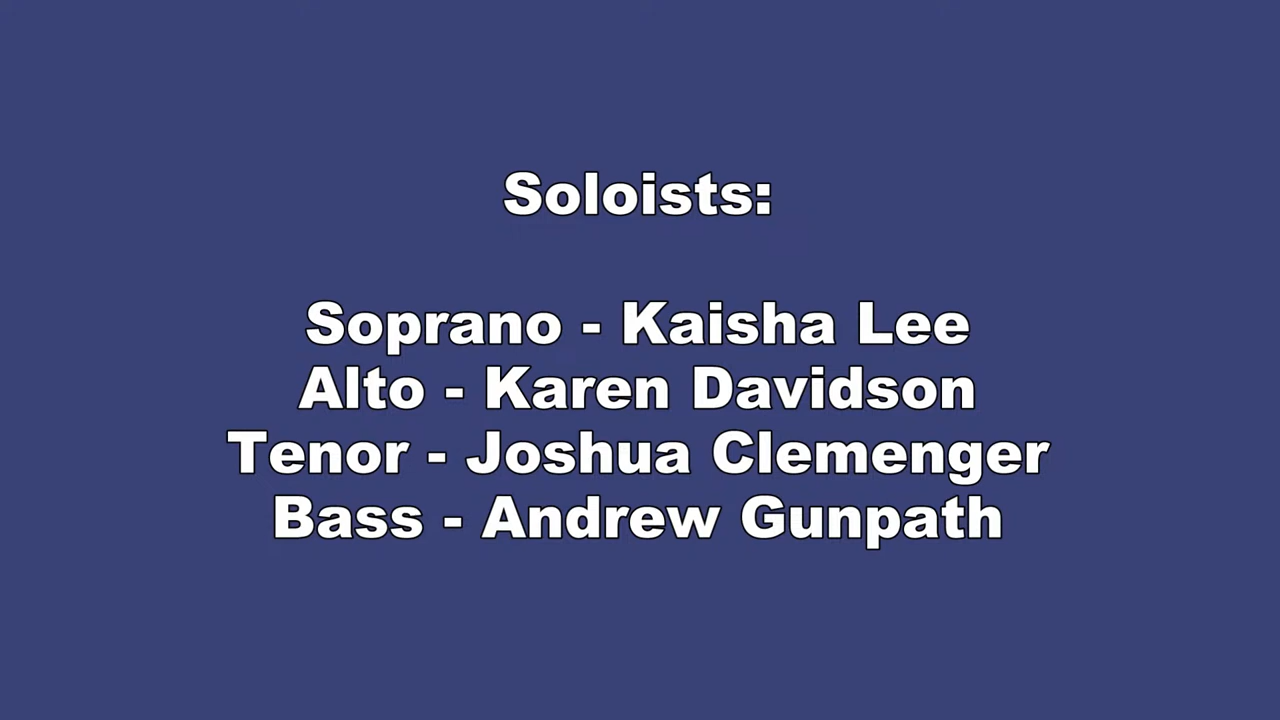 Soloists:
Soprano - Kaisha Lee
Alto - Karen Davidson
Tenor - Joshua Clemenger
Bass - Andrew Gunpath